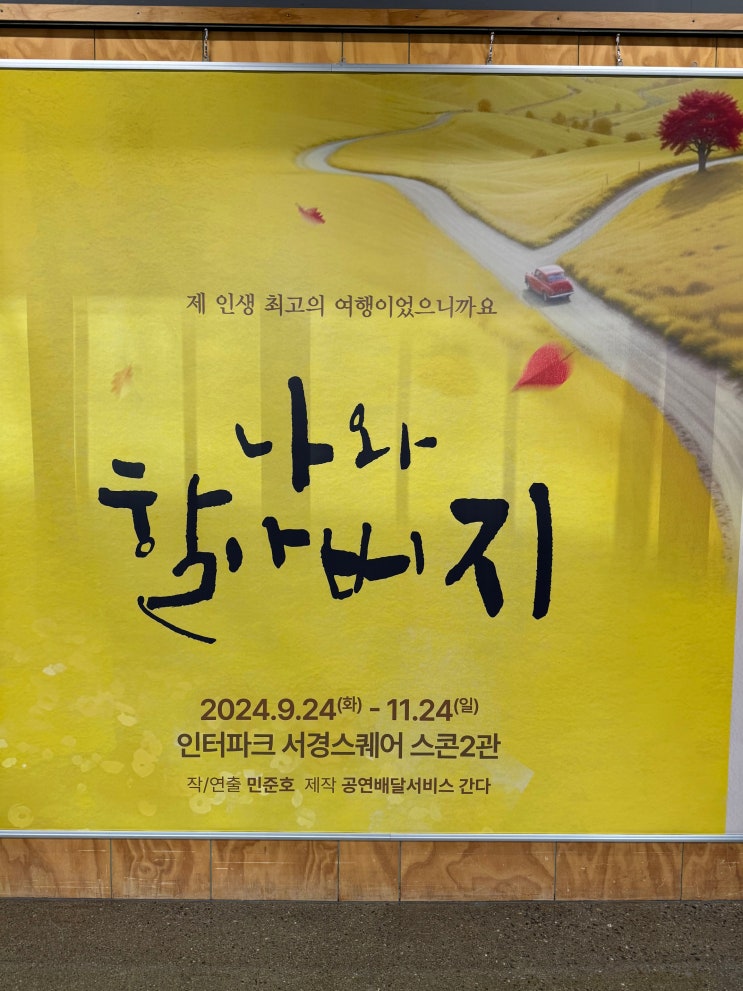 제 인생 최고의 여행이었으니까요
나와
할아버지
2024.9.24(화) - 11.24(일)
인터파크 서경스퀘어 스콘2관
작/연출 민준호 제작 공연배달서비스 간다